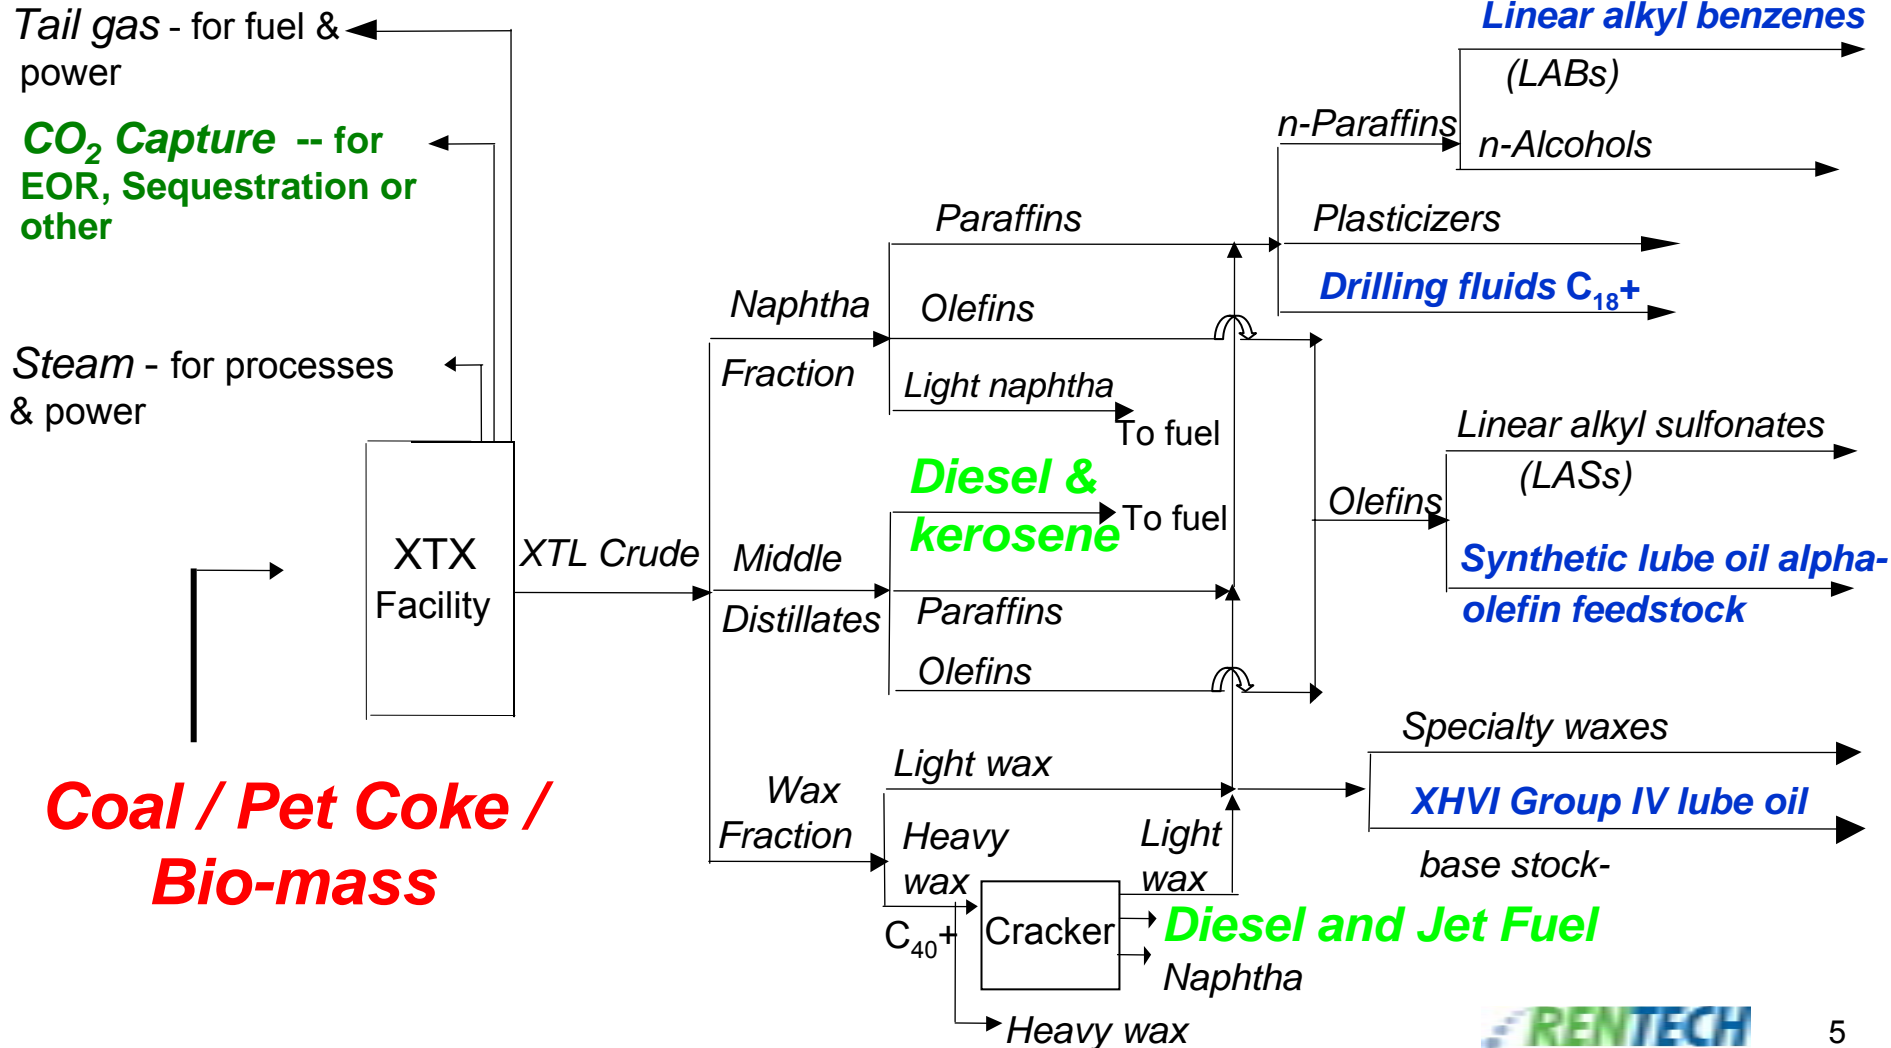 Tail gas - for fuel &
power
CO2 Capture -- for
EOR, Sequestration or
other
Steam - for processes
& power
XTX
Facility
Coal / Pet Coke /
Bio-mass
XTL Crude
Naphtha
Fraction
Middle
Distillates
Wax
Fraction
Paraffins
Olefins
Light naphtha
To fuel
Diesel &
kerosene
To fuel
Paraffins
Olefins
Light wax
Heavy
wax
C40+
Cracker
Light
wax
Diesel and Jet Fuel
Naphtha
Heavy wax
n-Paraffins
Linear alkyl benzenes
(LABs)
n-Alcohols
Plasticizers
Drilling fluids C18+
Olefins
Linear alkyl sulfonates
(LASs)
Synthetic lube oil alpha-
olefin feedstock
Specialty waxes
XHVI Group IV lube oil
base stock-
RENTECH
5